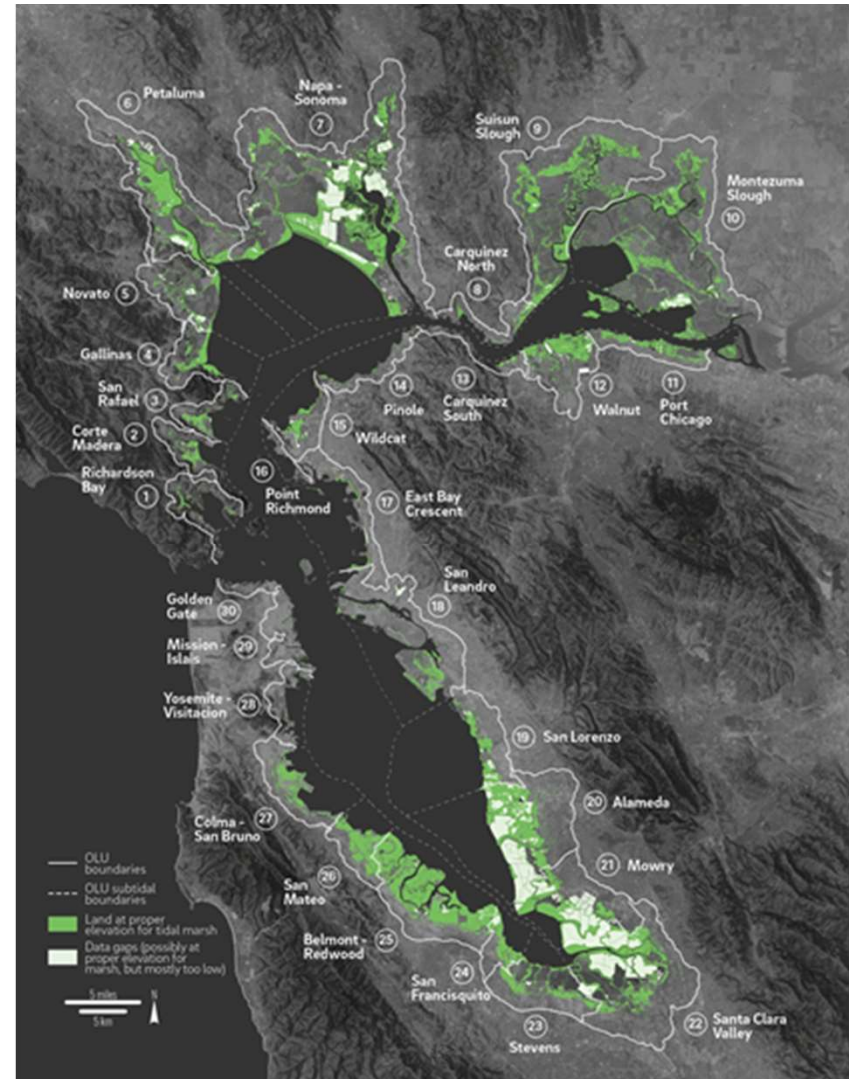 6
Petaluma
Napa -
Sonoma
7
Suisun
Slough
9
Montezuma
Slough
10
Carquinez
North
8
Novato
5
Gallinas
4
San
Rafael
3
Corte
Madera
2
Richardson
Bay
1
14
Pinole
13
Carquinez
South
12
Walnut
11
Port
Chicago
15
Wildcat
16
Point
Richmond
17
East Bay
Crescent
San
Leandro
18
Golden
Gate
30
Mission -
Islais
29
Yosemite -
Visitacion
28
19
San Lorenzo
20
Alameda
21
Mowry
Colma -
San Bruno
27
San
Mateo
26
Belmont -
Redwood
25
San
Francisquito
24
23
Stevens
22
Santa Clara
Valley
OLU
boundaries
OLU subtidal
boundaries
Land at proper
elevation for tidal marsh
Data gaps (possibly at
proper elevation for
marsh, but mostly too low)
5 miles
5 km
N